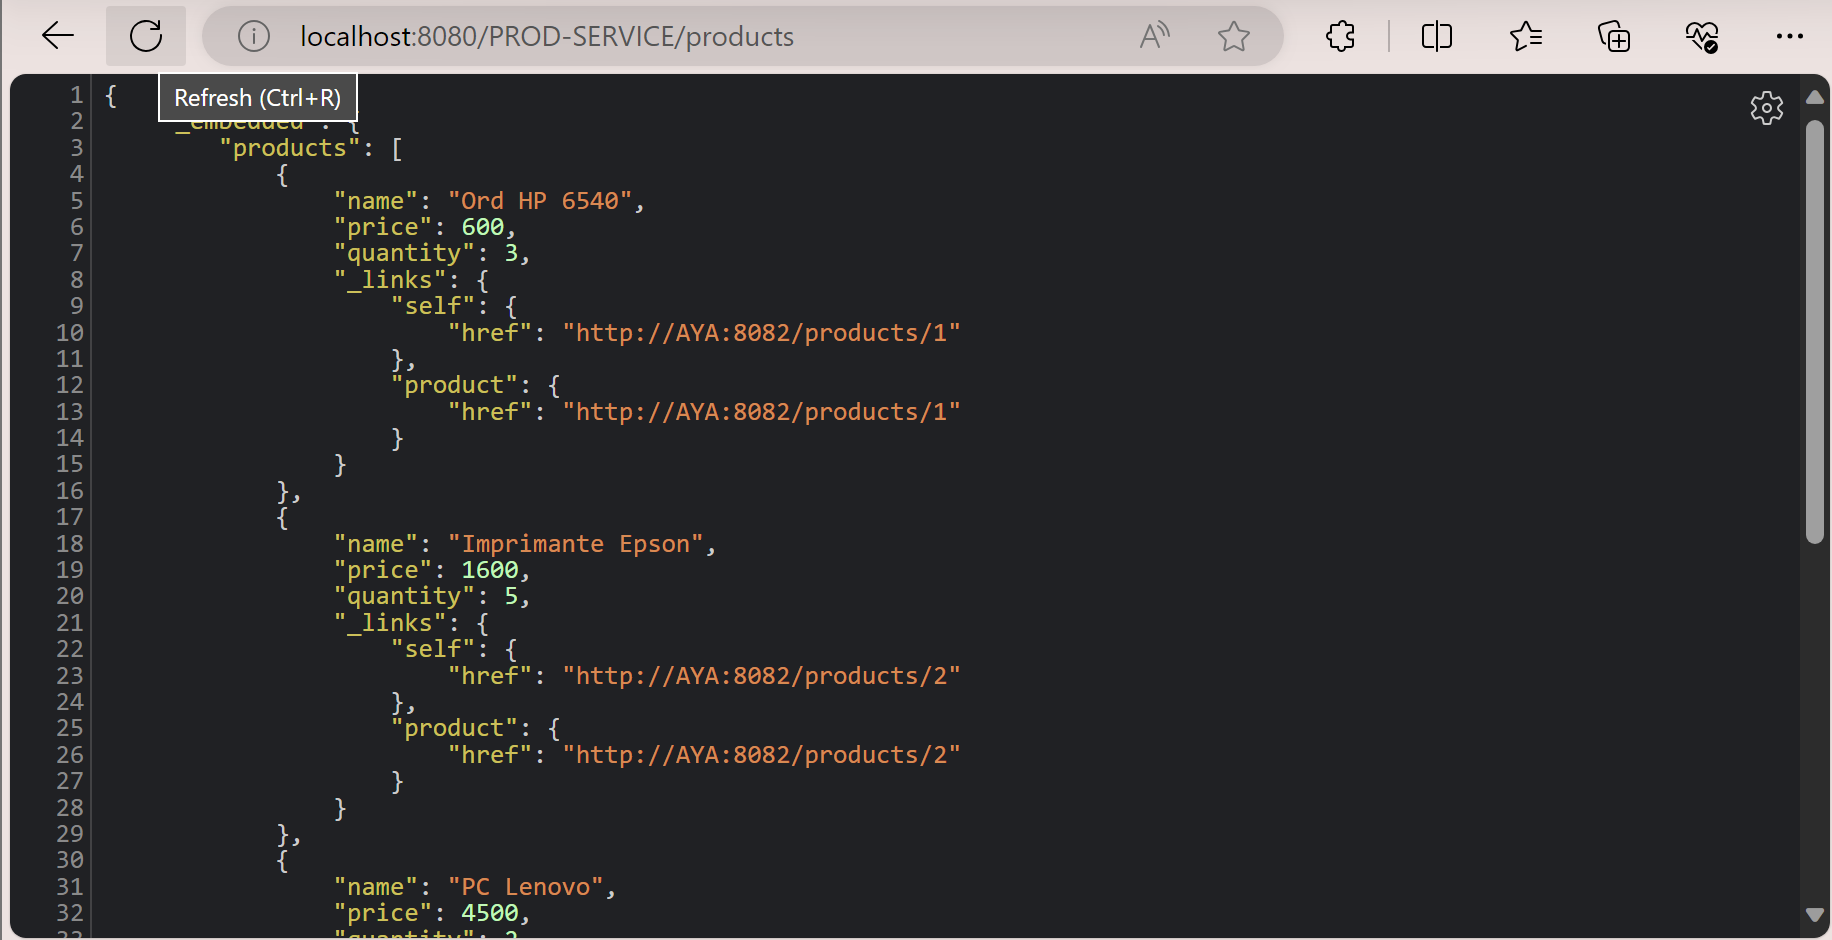 localhost:8080/PROD-SERVICE/products
Refresh (Ctrl+R)
1 {
2 _embedded": {
3 "products": [
4 {
5 "name": "Ord HP 6540",
6 "price": 600,
7 "quantity": 3,
8 "_links": {
9 "self": {
10 "href": "http://AYA:8082/products/1"
11 },
12 "product": {
13 "href": "http://AYA:8082/products/1"
14 }
15 }
16 },
17 {
18 "name": "Imprimante Epson",
19 "price": 1600,
20 "quantity": 5,
21 "_links": {
22 "self": {
23 "href": "http://AYA:8082/products/2"
24 },
25 "product": {
26 "href": "http://AYA:8082/products/2"
27 }
28 }
29 },
30 {
31 "name": "PC Lenovo",
32 "price": 4500,
33 "quantity": 2